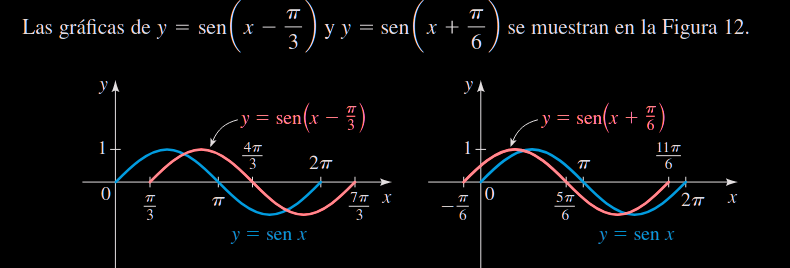 Las gráficas de y = sen(x − π/3) y y = sen(x + π/6) se muestran en la Figura 12.
y
y = sen(x − π/3)
1
4π/3
2π
0
π/3
π
7π/3
x
y = sen x
y
y = sen(x + π/6)
1
π
11π/6
−π/6
0
5π/6
2π
x
y = sen x